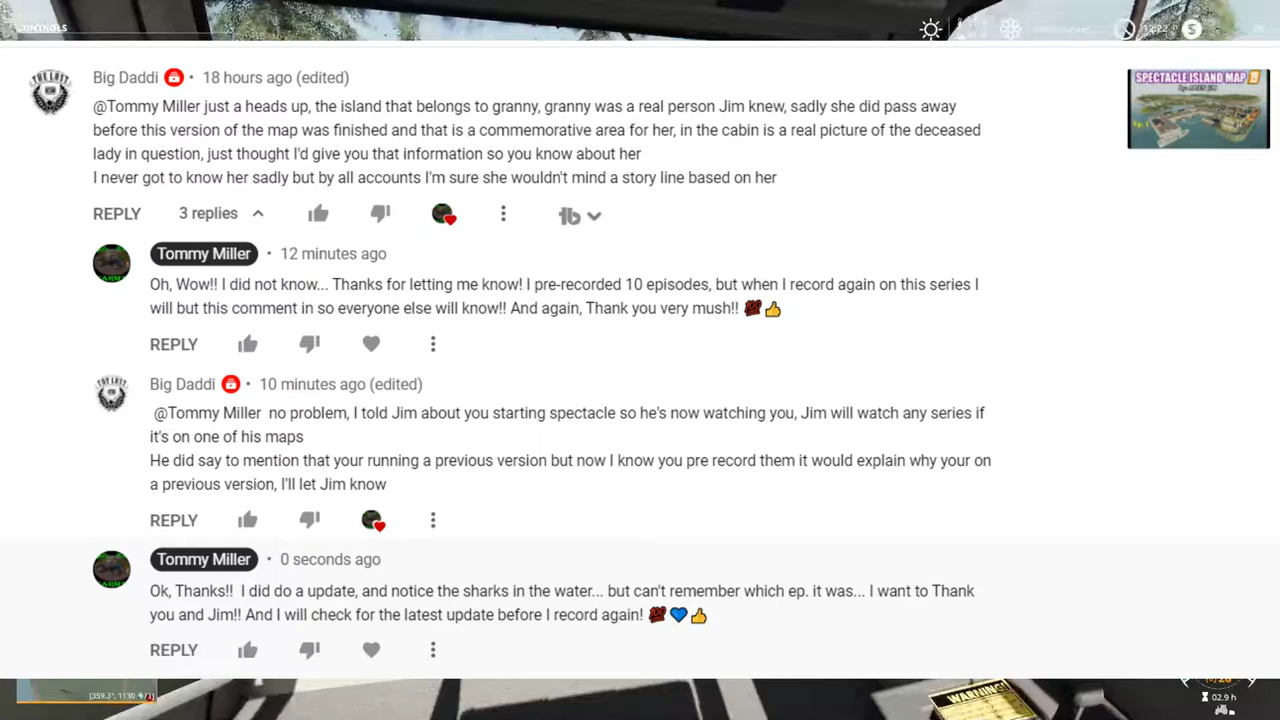 CONTROLS
Big Daddi • 18 hours ago (edited)
SPECTACLE ISLAND MAP 19
@Tommy Miller just a heads up, the island that belongs to granny, granny was a real person Jim knew, sadly she did pass away
before this version of the map was finished and that is a commemorative area for her, in the cabin is a real picture of the deceased
lady in question, just thought I'd give you that information so you know about her
I never got to know her sadly but by all accounts I'm sure she wouldn't mind a story line based on her
REPLY 3 replies
Tommy Miller • 12 minutes ago
Oh, Wow!! I did not know... Thanks for letting me know! I pre-recorded 10 episodes, but when I record again on this series I
will but this comment in so everyone else will know!! And again, Thank you very mush!! 💯👍
REPLY
Big Daddi • 10 minutes ago (edited)
@Tommy Miller no problem, I told Jim about you starting spectacle so he's now watching you, Jim will watch any series if
it's on one of his maps
He did say to mention that your running a previous version but now I know you pre record them it would explain why your on
a previous version, I'll let Jim know
REPLY
Tommy Miller • 0 seconds ago
Ok, Thanks!! I did do a update, and notice the sharks in the water... but can't remember which ep. it was... I want to Thank
you and Jim!! And I will check for the latest update before I record again! 💯💙👍
REPLY
WARNING!
02.9 h